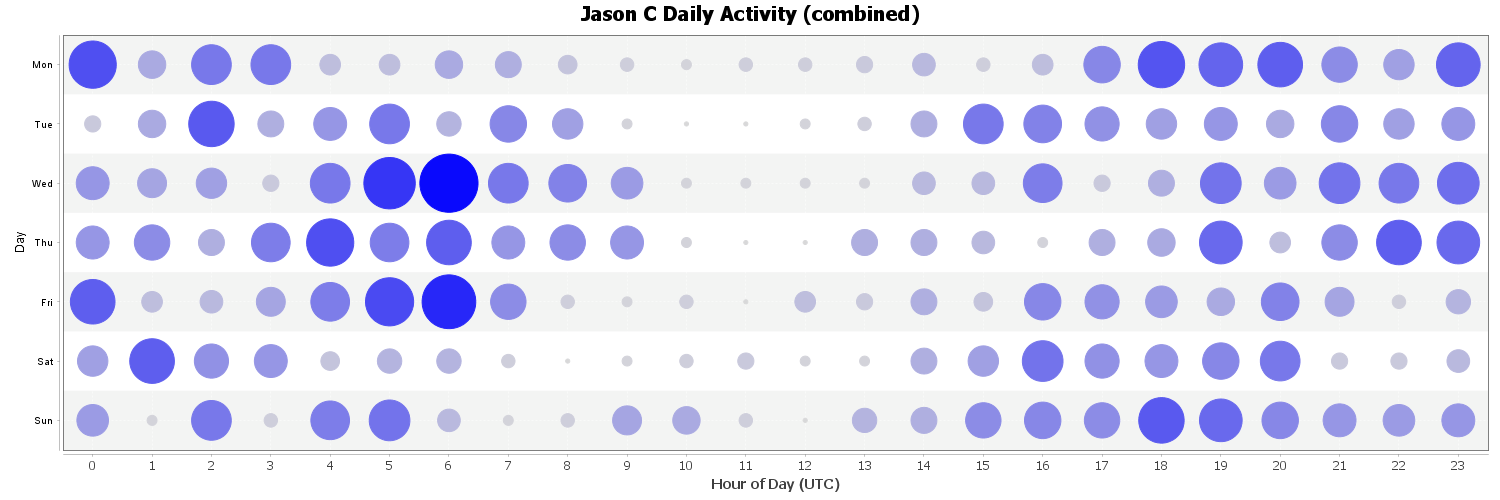 Jason C Daily Activity (combined)
Day
Mon
Tue
Wed
Thu
Fri
Sat
Sun
0 1 2 3 4 5 6 7 8 9 10 11 12 13 14 15 16 17 18 19 20 21 22 23
Hour of Day (UTC)